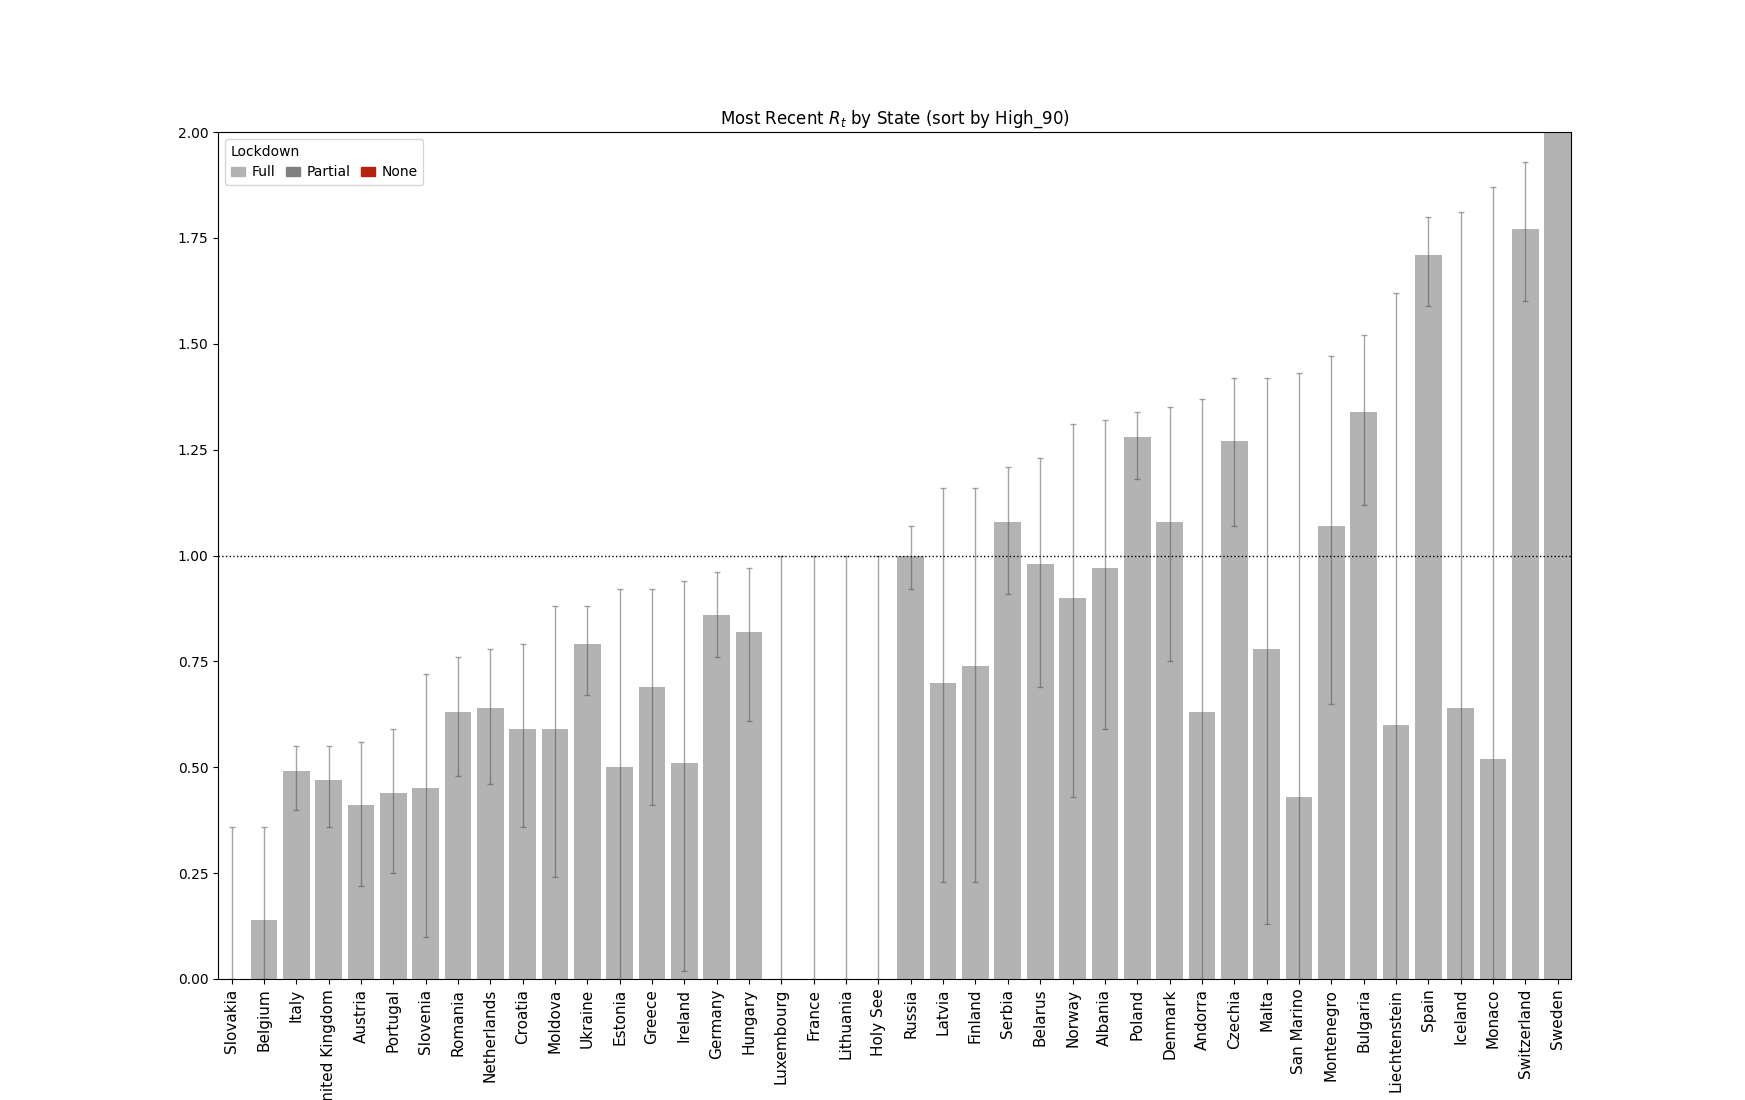 Most Recent R_t by State (sort by High_90)
Lockdown
Full Partial None
2.00
1.75
1.50
1.25
1.00
0.75
0.50
0.25
0.00
Slovakia
Belgium
Italy
nited Kingdom
Austria
Portugal
Slovenia
Romania
Netherlands
Croatia
Moldova
Ukraine
Estonia
Greece
Ireland
Germany
Hungary
Luxembourg
France
Lithuania
Holy See
Russia
Latvia
Finland
Serbia
Belarus
Norway
Albania
Poland
Denmark
Andorra
Czechia
Malta
San Marino
Montenegro
Bulgaria
Liechtenstein
Spain
Iceland
Monaco
Switzerland
Sweden